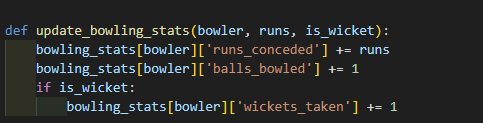 def update_bowling_stats(bowler, runs, is_wicket):
    bowling_stats[bowler]['runs_conceded'] += runs
    bowling_stats[bowler]['balls_bowled'] += 1
    if is_wicket:
        bowling_stats[bowler]['wickets_taken'] += 1